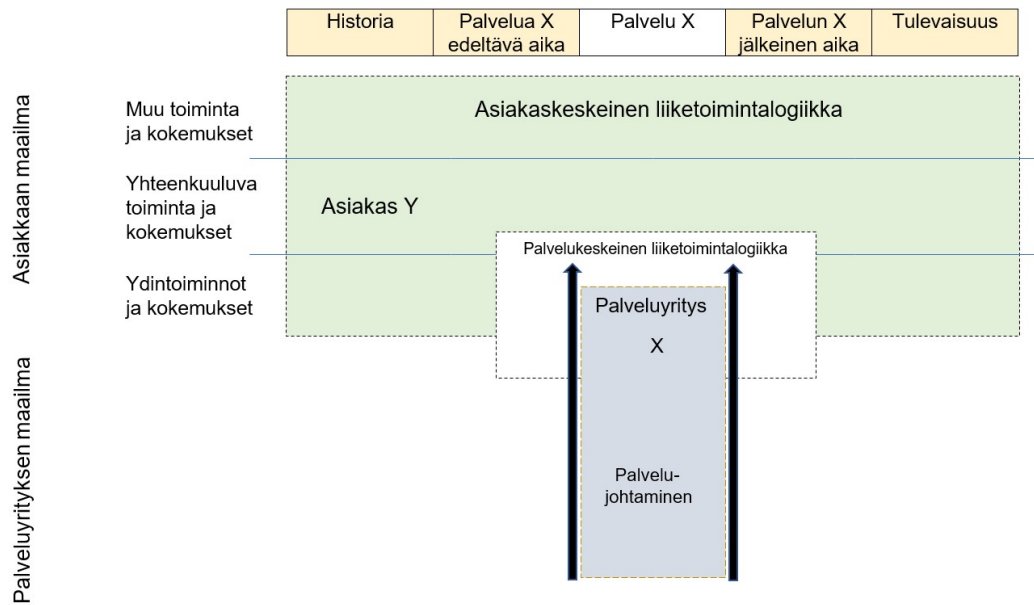 Historia
Palvelua X
edeltävä aika
Palvelu X
Palvelun X
jälkeinen aika
Tulevaisuus
Asiakkaan maailma
Muu toiminta
ja kokemukset
Asiakaskeskeinen liiketoimintalogiikka
Yhteenkuuluva
toiminta ja
kokemukset
Asiakas Y
Palvelukeskeinen liiketoimintalogiikka
Ydintoiminnot
ja kokemukset
Palveluyritys
X
Palveluyrityksen maailma
Palvelu-
johtaminen